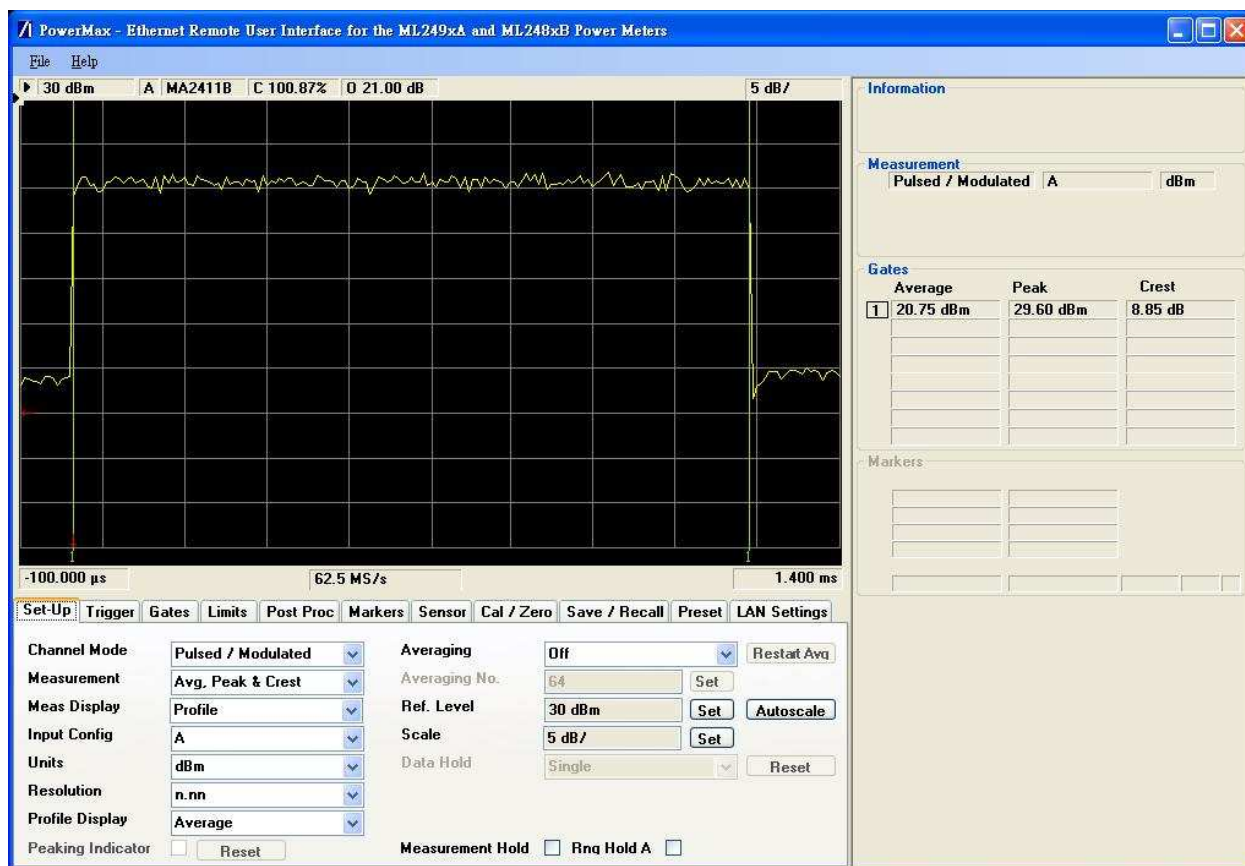 PowerMax - Ethernet Remote User Interface for the ML249xA and ML248xB Power Meters
File Help
30 dBm A MA2411B C 100.87% O 21.00 dB 5 dB/
1 1
-100.000 µs 62.5 MS/s 1.400 ms
Information
Measurement
Pulsed / Modulated A dBm
Gates
Average Peak Crest
1 20.75 dBm 29.60 dBm 8.85 dB
Markers
Set-Up Trigger Gates Limits Post Proc Markers Sensor Cal / Zero Save / Recall Preset LAN Settings
Channel Mode Pulsed / Modulated Averaging Off Restart Avg
Measurement Avg, Peak & Crest Averaging No. 64 Set
Meas Display Profile Ref. Level 30 dBm Set Autoscale
Input Config A Scale 5 dB/ Set
Units dBm Data Hold Single Reset
Resolution n.nn
Profile Display Average
Peaking Indicator Reset Measurement Hold Rng Hold A